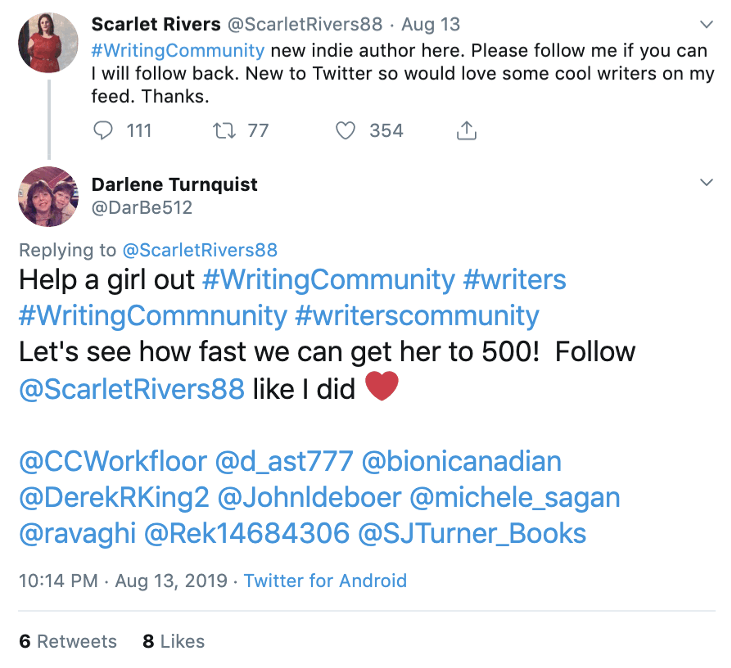 Scarlet Rivers @ScarletRivers88 · Aug 13
#WritingCommunity new indie author here. Please follow me if you can
I will follow back. New to Twitter so would love some cool writers on my
feed. Thanks.
111 77 354
Darlene Turnquist
@DarBe512
Replying to @ScarletRivers88
Help a girl out #WritingCommunity #writers
#WritingCommnunity #writerscommunity
Let's see how fast we can get her to 500!  Follow
@ScarletRivers88 like I did ❤️
@CCWorkfloor @d_ast777 @bionicanadian
@DerekRKing2 @Johnldeboer @michele_sagan
@ravaghi @Rek14684306 @SJTurner_Books
10:14 PM · Aug 13, 2019 · Twitter for Android
6 Retweets 8 Likes